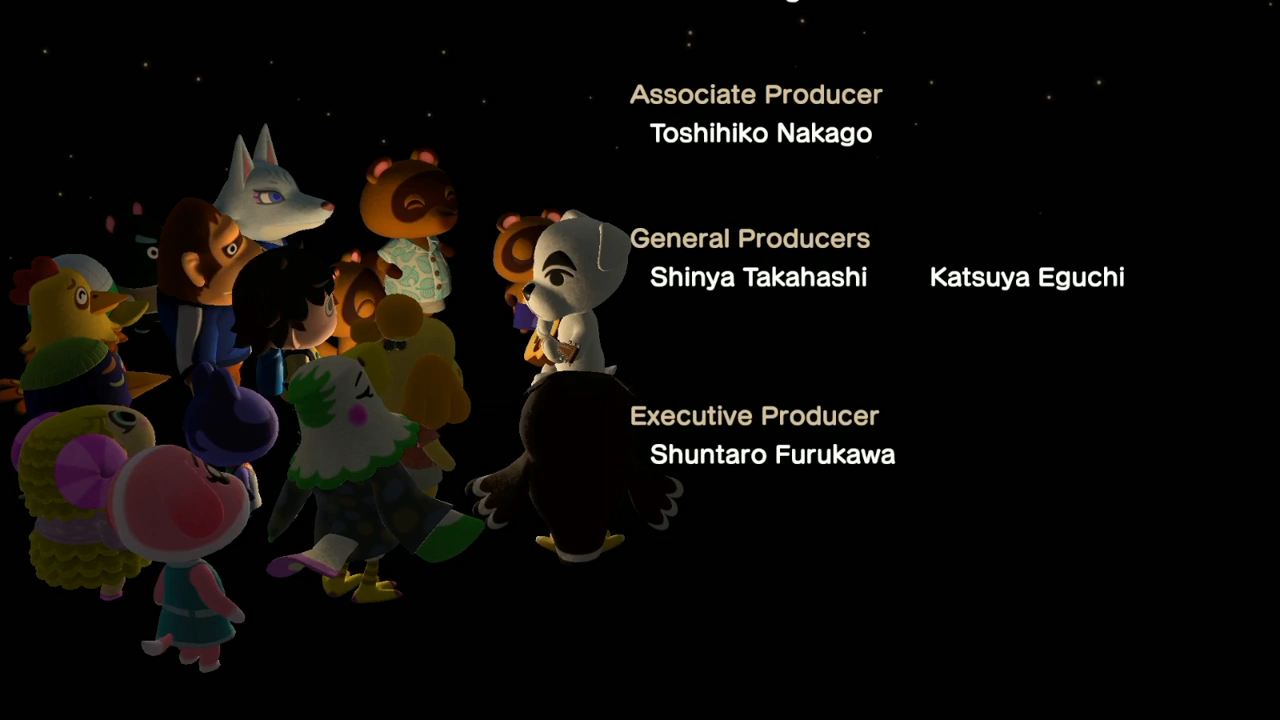 Associate Producer
Toshihiko Nakago
General Producers
Shinya Takahashi Katsuya Eguchi
Executive Producer
Shuntaro Furukawa